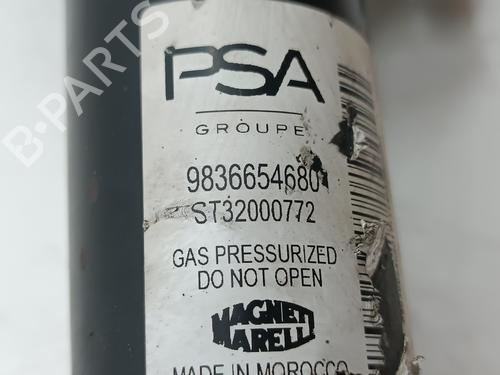 PSA
GROUPE
9836654680
ST32000772
GAS PRESSURIZED
DO NOT OPEN
MAGNETI
MARELLI
MADE IN MOROCCO
B-PARTS